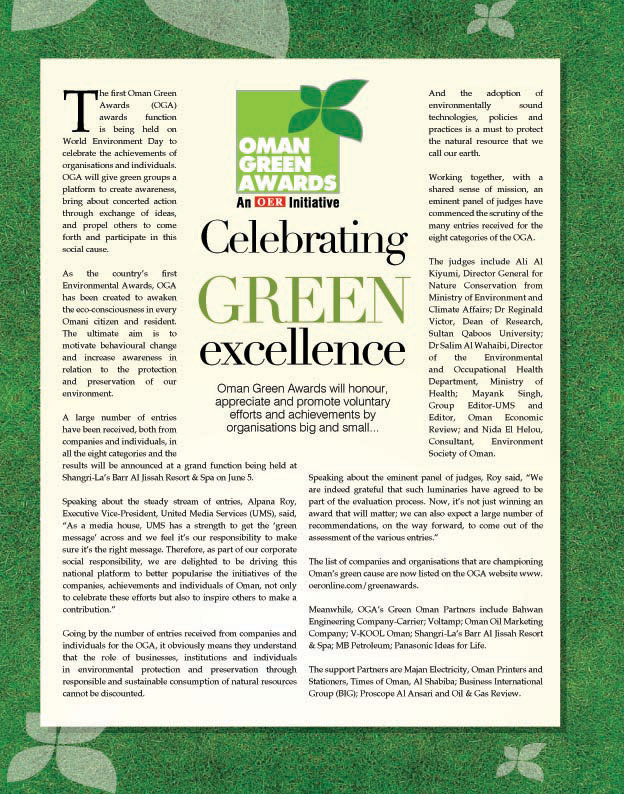 The first Oman Green
Awards (OGA)
awards function
is being held on
World Environment Day to
celebrate the achievements of
organisations and individuals.
OGA will give green groups a
platform to create awareness,
bring about concerted action
through exchange of ideas,
and propel others to come
forth and participate in this
social cause.
As the country's first
Environmental Awards, OGA
has been created to awaken
the eco-consciousness in every
Omani citizen and resident.
The ultimate aim is to
motivate behavioural change
and increase awareness in
relation to the protection
and preservation of our
environment.
A large number of entries
have been received, both from
companies and individuals, in
all the eight categories and the
results will be announced at a grand function being held at
Shangri-La's Barr Al Jissah Resort & Spa on June 5.
Speaking about the steady stream of entries, Alpana Roy,
Executive Vice-President, United Media Services (UMS), said,
"As a media house, UMS has a strength to get the 'green
message' across and we feel it's our responsibility to make
sure it's the right message. Therefore, as part of our corporate
social responsibility, we are delighted to be driving this
national platform to better popularise the initiatives of the
companies, achievements and individuals of Oman, not only
to celebrate these efforts but also to inspire others to make a
contribution."
Going by the number of entries received from companies and
individuals for the OGA, it obviously means they understand
that the role of businesses, institutions and individuals
in environmental protection and preservation through
responsible and sustainable consumption of natural resources
cannot be discounted.
OMAN
GREEN
AWARDS
An OER Initiative
Celebrating
GREEN
excellence
Oman Green Awards will honour,
appreciate and promote voluntary
efforts and achievements by
organisations big and small...
And the adoption of
environmentally sound
technologies, policies and
practices is a must to protect
the natural resource that we
call our earth.
Working together, with a
shared sense of mission, an
eminent panel of judges have
commenced the scrutiny of the
many entries received for the
eight categories of the OGA.
The judges include Ali Al
Kiyumi, Director General for
Nature Conservation from
Ministry of Environment and
Climate Affairs; Dr Reginald
Victor, Dean of Research,
Sultan Qaboos University;
Dr Salim Al Wahaibi, Director
of the Environmental
and Occupational Health
Department, Ministry of
Health; Mayank Singh,
Group Editor-UMS and
Editor, Oman Economic
Review; and Nida El Helou,
Consultant, Environment
Society of Oman.
Speaking about the eminent panel of judges, Roy said, "We
are indeed grateful that such luminaries have agreed to be
part of the evaluation process. Now, it's not just winning an
award that will matter; we can also expect a large number of
recommendations, on the way forward, to come out of the
assessment of the various entries."
The list of companies and organisations that are championing
Oman's green cause are now listed on the OGA website www.
oeronline.com/greenawards.
Meanwhile, OGA's Green Oman Partners include Bahwan
Engineering Company-Carrier; Voltamp; Oman Oil Marketing
Company; V-KOOL Oman; Shangri-La's Barr Al Jissah Resort
& Spa; MB Petroleum; Panasonic Ideas for Life.
The support Partners are Majan Electricity, Oman Printers and
Stationers, Times of Oman, Al Shabiba; Business International
Group (BIG); Proscope Al Ansari and Oil & Gas Review.